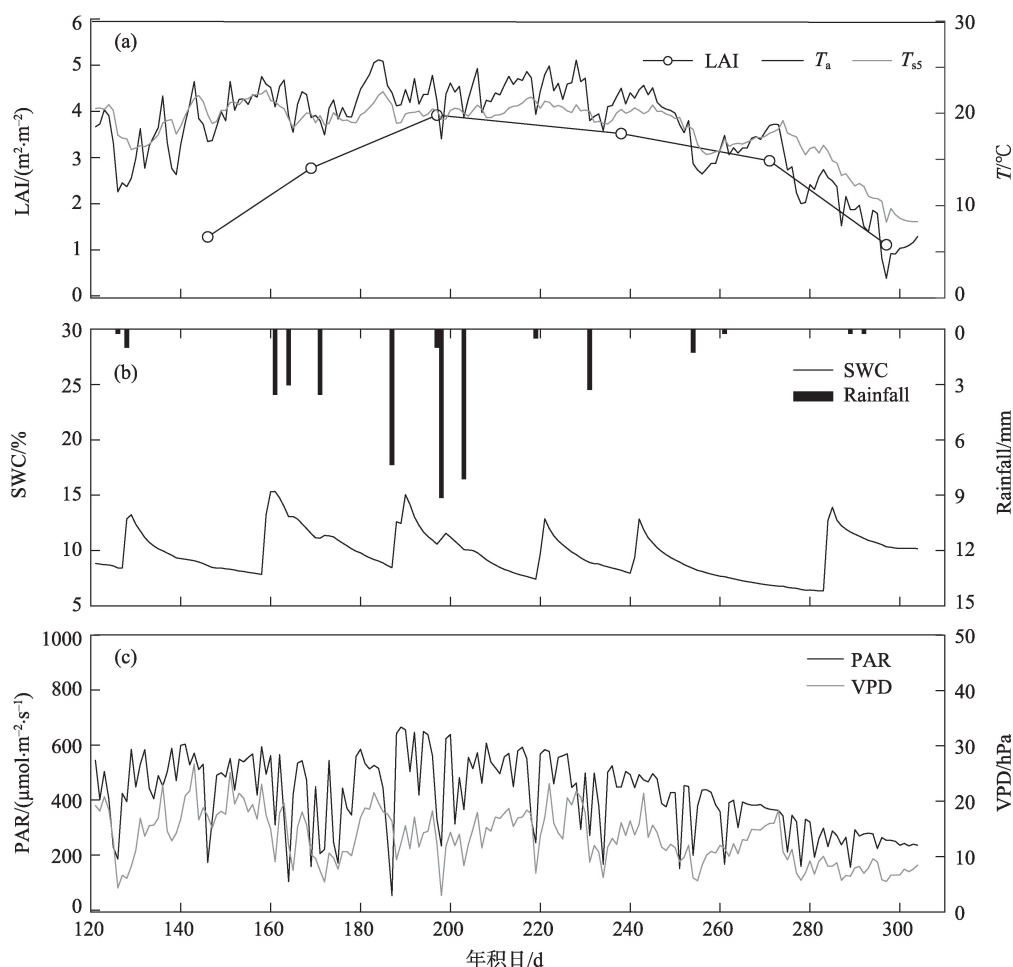 (a)
LAI
Ta
Ts5
LAI/(m²·m⁻²)
6
5
4
3
2
1
0
T/℃
30
20
10
0
(b)
SWC
Rainfall
SWC/%
30
25
20
15
10
5
Rainfall/mm
0
3
6
9
12
15
(c)
PAR
VPD
PAR/(μmol·m⁻²·s⁻¹)
1000
800
600
400
200
0
VPD/hPa
50
40
30
20
10
0
120 140 160 180 200 220 240 260 280 300
年积日/d